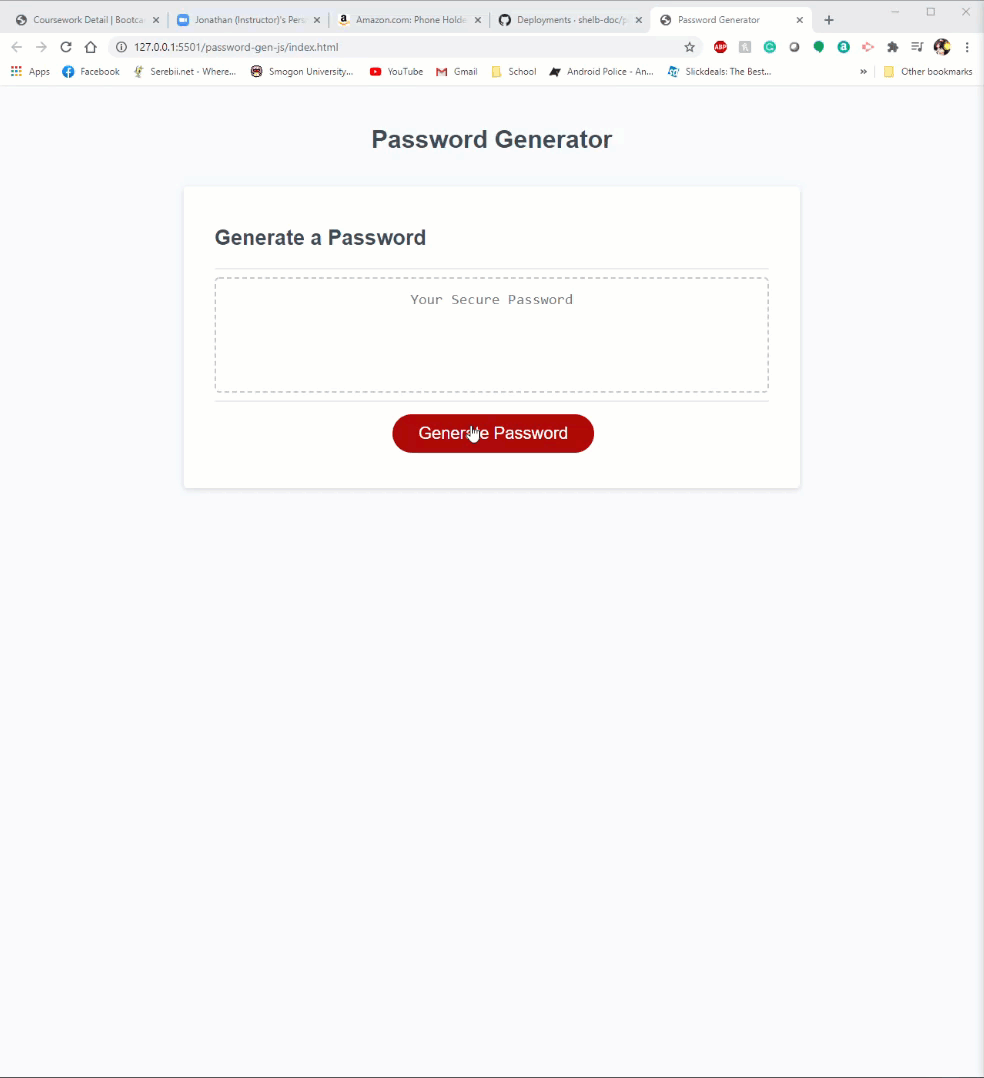 Coursework Detail | Bootca
Jonathan (Instructor)'s Pers
Amazon.com: Phone Holde
Deployments · shelb-doc/p
Password Generator
127.0.0.1:5501/password-gen-js/index.html
ABP
Apps
Facebook
Serebii.net - Where...
Smogon University...
YouTube
Gmail
School
Android Police - An...
Slickdeals: The Best...
»
Other bookmarks
Password Generator
Generate a Password
Your Secure Password
Generate Password